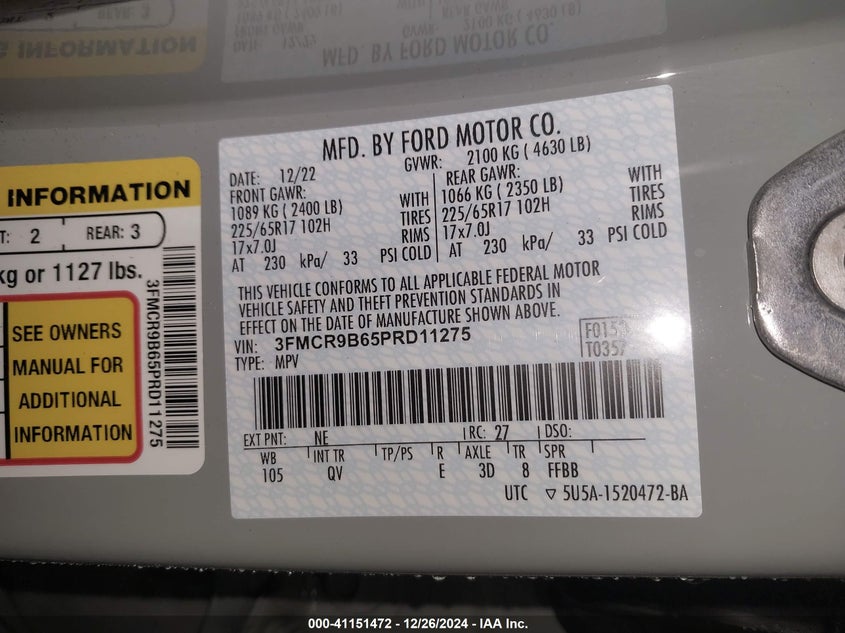 MFD. BY FORD MOTOR CO.
DATE: 12/22
GVWR: 2100 KG ( 4630 LB)
FRONT GAWR:
1089 KG ( 2400 LB) WITH
225/65R17 102H TIRES
17x7.0J RIMS
AT 230 kPa/ 33 PSI COLD
REAR GAWR:
1066 KG ( 2350 LB) WITH
225/65R17 102H TIRES
17x7.0J RIMS
AT 230 kPa/ 33 PSI COLD
THIS VEHICLE CONFORMS TO ALL APPLICABLE FEDERAL MOTOR
VEHICLE SAFETY AND THEFT PREVENTION STANDARDS IN
EFFECT ON THE DATE OF MANUFACTURE SHOWN ABOVE.
VIN: 3FMCR9B65PRD11275
TYPE: MPV
EXT PNT: NE RC: 27 DSO:
WB INT TR TP/PS R AXLE TR SPR
105 QV E 3D 8 FFBB
UTC ▽ 5U5A-1520472-BA
INFORMATION
2 REAR: 3
kg or 1127 lbs.
SEE OWNERS
MANUAL FOR
ADDITIONAL
INFORMATION
3FMCR9B65PRD11275
000-41151472 - 12/26/2024 - IAA Inc.